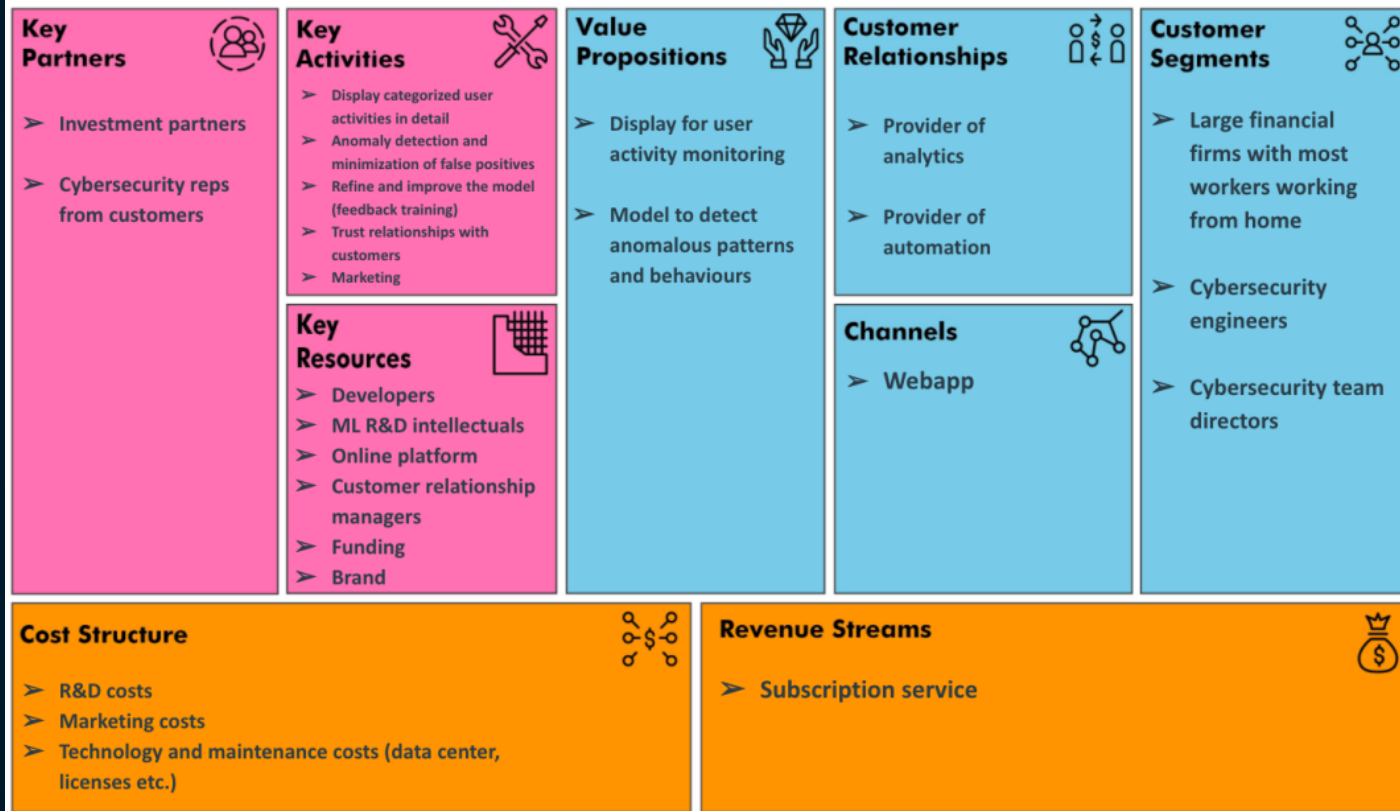 Key
Partners
➢ Investment partners
➢ Cybersecurity reps
from customers
Key
Activities
➢ Display categorized user
activities in detail
➢ Anomaly detection and
minimization of false positives
➢ Refine and improve the model
(feedback training)
➢ Trust relationships with
customers
➢ Marketing
Key
Resources
➢ Developers
➢ ML R&D intellectuals
➢ Online platform
➢ Customer relationship
managers
➢ Funding
➢ Brand
Value
Propositions
➢ Display for user
activity monitoring
➢ Model to detect
anomalous patterns
and behaviours
Customer
Relationships
➢ Provider of
analytics
➢ Provider of
automation
Channels
➢ Webapp
Customer
Segments
➢ Large financial
firms with most
workers working
from home
➢ Cybersecurity
engineers
➢ Cybersecurity team
directors
Cost Structure
➢ R&D costs
➢ Marketing costs
➢ Technology and maintenance costs (data center,
licenses etc.)
Revenue Streams
➢ Subscription service